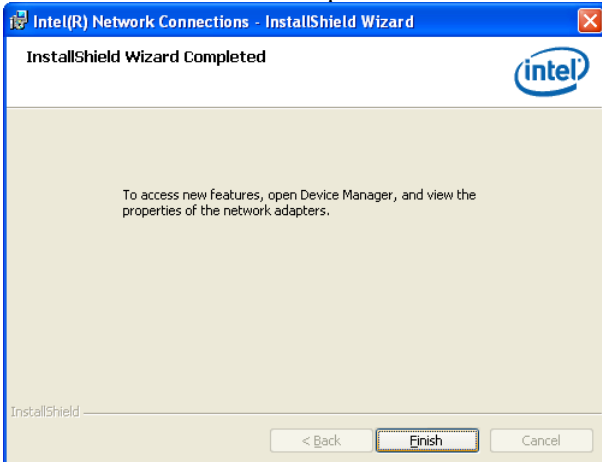 Intel(R) Network Connections - InstallShield Wizard
InstallShield Wizard Completed
intel
To access new features, open Device Manager, and view the
properties of the network adapters.
InstallShield
< Back
Finish
Cancel